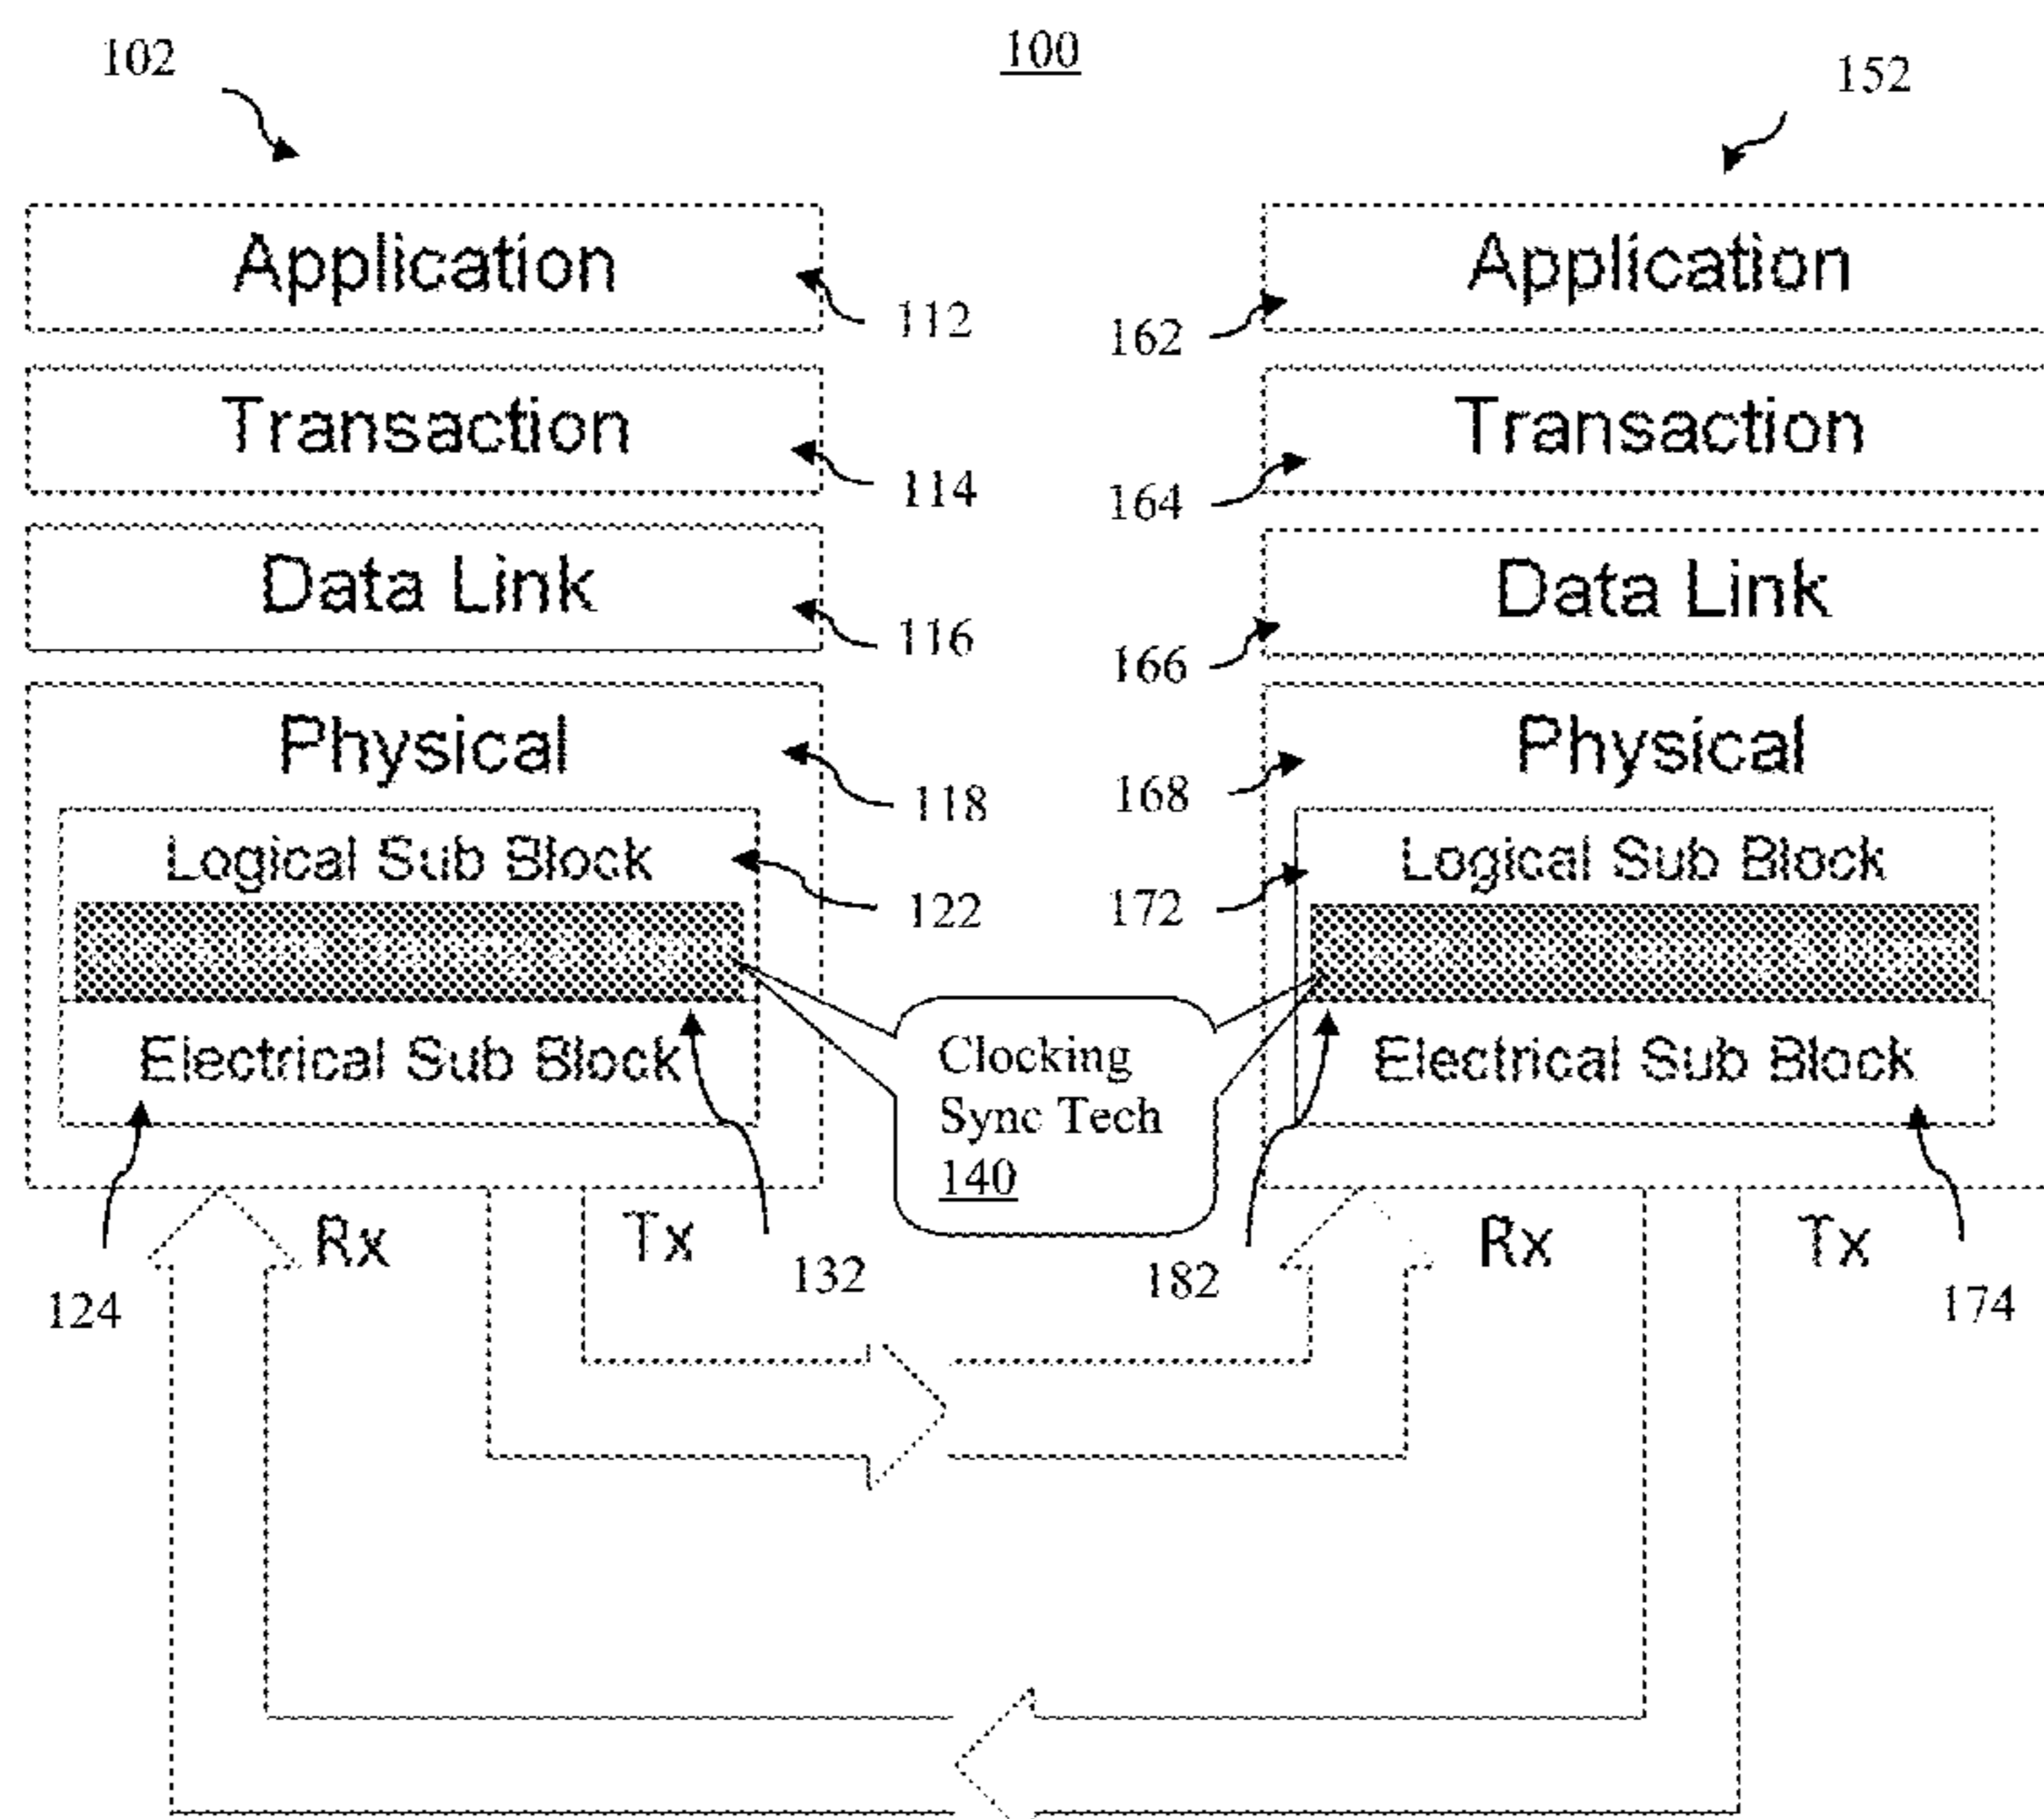 100
102
152
Application
112
Transaction
114
Data Link
116
Physical
118
Logical Sub Block
122
Electrical Sub Block
124
132
Rx
Tx
Clocking
Sync Tech
140
Application
162
Transaction
164
Data Link
166
Physical
168
Logical Sub Block
172
Electrical Sub Block
182
174
Rx
Tx